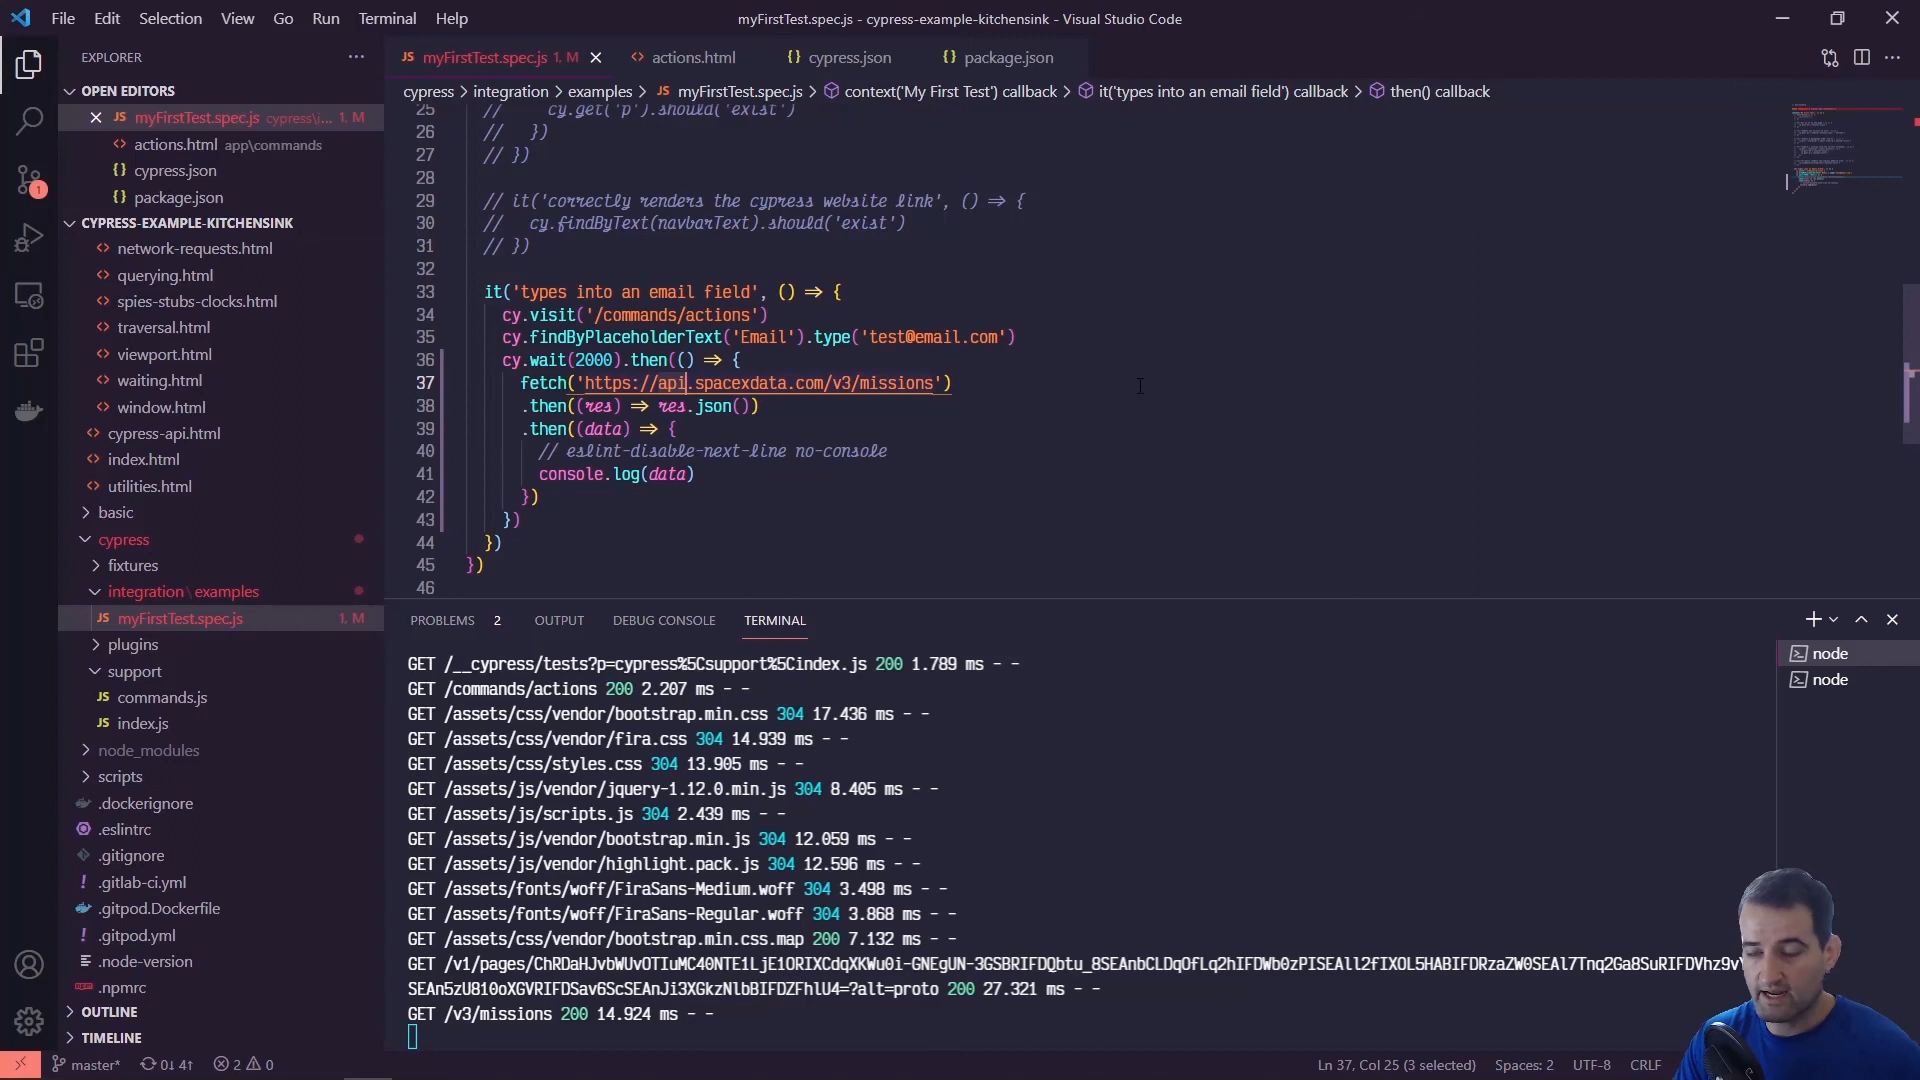 File Edit Selection View Go Run Terminal Help
myFirstTest.spec.js - cypress-example-kitchensink - Visual Studio Code
EXPLORER
OPEN EDITORS
myFirstTest.spec.js cypress\i... 1, M
actions.html app\commands
cypress.json
package.json
CYPRESS-EXAMPLE-KITCHENSINK
network-requests.html
querying.html
spies-stubs-clocks.html
traversal.html
viewport.html
waiting.html
window.html
cypress-api.html
index.html
utilities.html
basic
cypress
fixtures
integration \ examples
myFirstTest.spec.js 1, M
plugins
support
commands.js
index.js
node_modules
scripts
.dockerignore
.eslintrc
.gitignore
.gitlab-ci.yml
.gitpod.Dockerfile
.gitpod.yml
.node-version
.npmrc
OUTLINE
TIMELINE
myFirstTest.spec.js 1, M actions.html cypress.json package.json
cypress > integration > examples > JS myFirstTest.spec.js > context('My First Test') callback > it('types into an email field') callback > then() callback
25 // cy.get('p').should('exist')
26 // })
27 // })
28
29 // it('correctly renders the cypress website link', () => {
30 // cy.findByText(navbarText).should('exist')
31 // })
32
33 it('types into an email field', () => {
34 cy.visit('/commands/actions')
35 cy.findByPlaceholderText('Email').type('test@email.com')
36 cy.wait(2000).then(() => {
37 fetch('https://api.spacexdata.com/v3/missions')
38 .then((res) => res.json())
39 .then((data) => {
40 // eslint-disable-next-line no-console
41 console.log(data)
42 })
43 })
44 })
45 })
46
PROBLEMS 2 OUTPUT DEBUG CONSOLE TERMINAL
node
node
GET /__cypress/tests?p=cypress%5Csupport%5Cindex.js 200 1.789 ms - -
GET /commands/actions 200 2.207 ms - -
GET /assets/css/vendor/bootstrap.min.css 304 17.436 ms - -
GET /assets/css/vendor/fira.css 304 14.939 ms - -
GET /assets/css/styles.css 304 13.905 ms - -
GET /assets/js/vendor/jquery-1.12.0.min.js 304 8.405 ms - -
GET /assets/js/scripts.js 304 2.439 ms - -
GET /assets/js/vendor/bootstrap.min.js 304 12.059 ms - -
GET /assets/js/vendor/highlight.pack.js 304 12.596 ms - -
GET /assets/fonts/woff/FiraSans-Medium.woff 304 3.498 ms - -
GET /assets/fonts/woff/FiraSans-Regular.woff 304 3.868 ms - -
GET /assets/css/vendor/bootstrap.min.css.map 200 7.132 ms - -
GET
?alt=proto 200 27.321 ms - -
GET /v3/missions 200 14.924 ms - -
master* 0↓ 4↑ 2 0
Ln 37, Col 25 (3 selected) Spaces: 2 UTF-8 CRLF